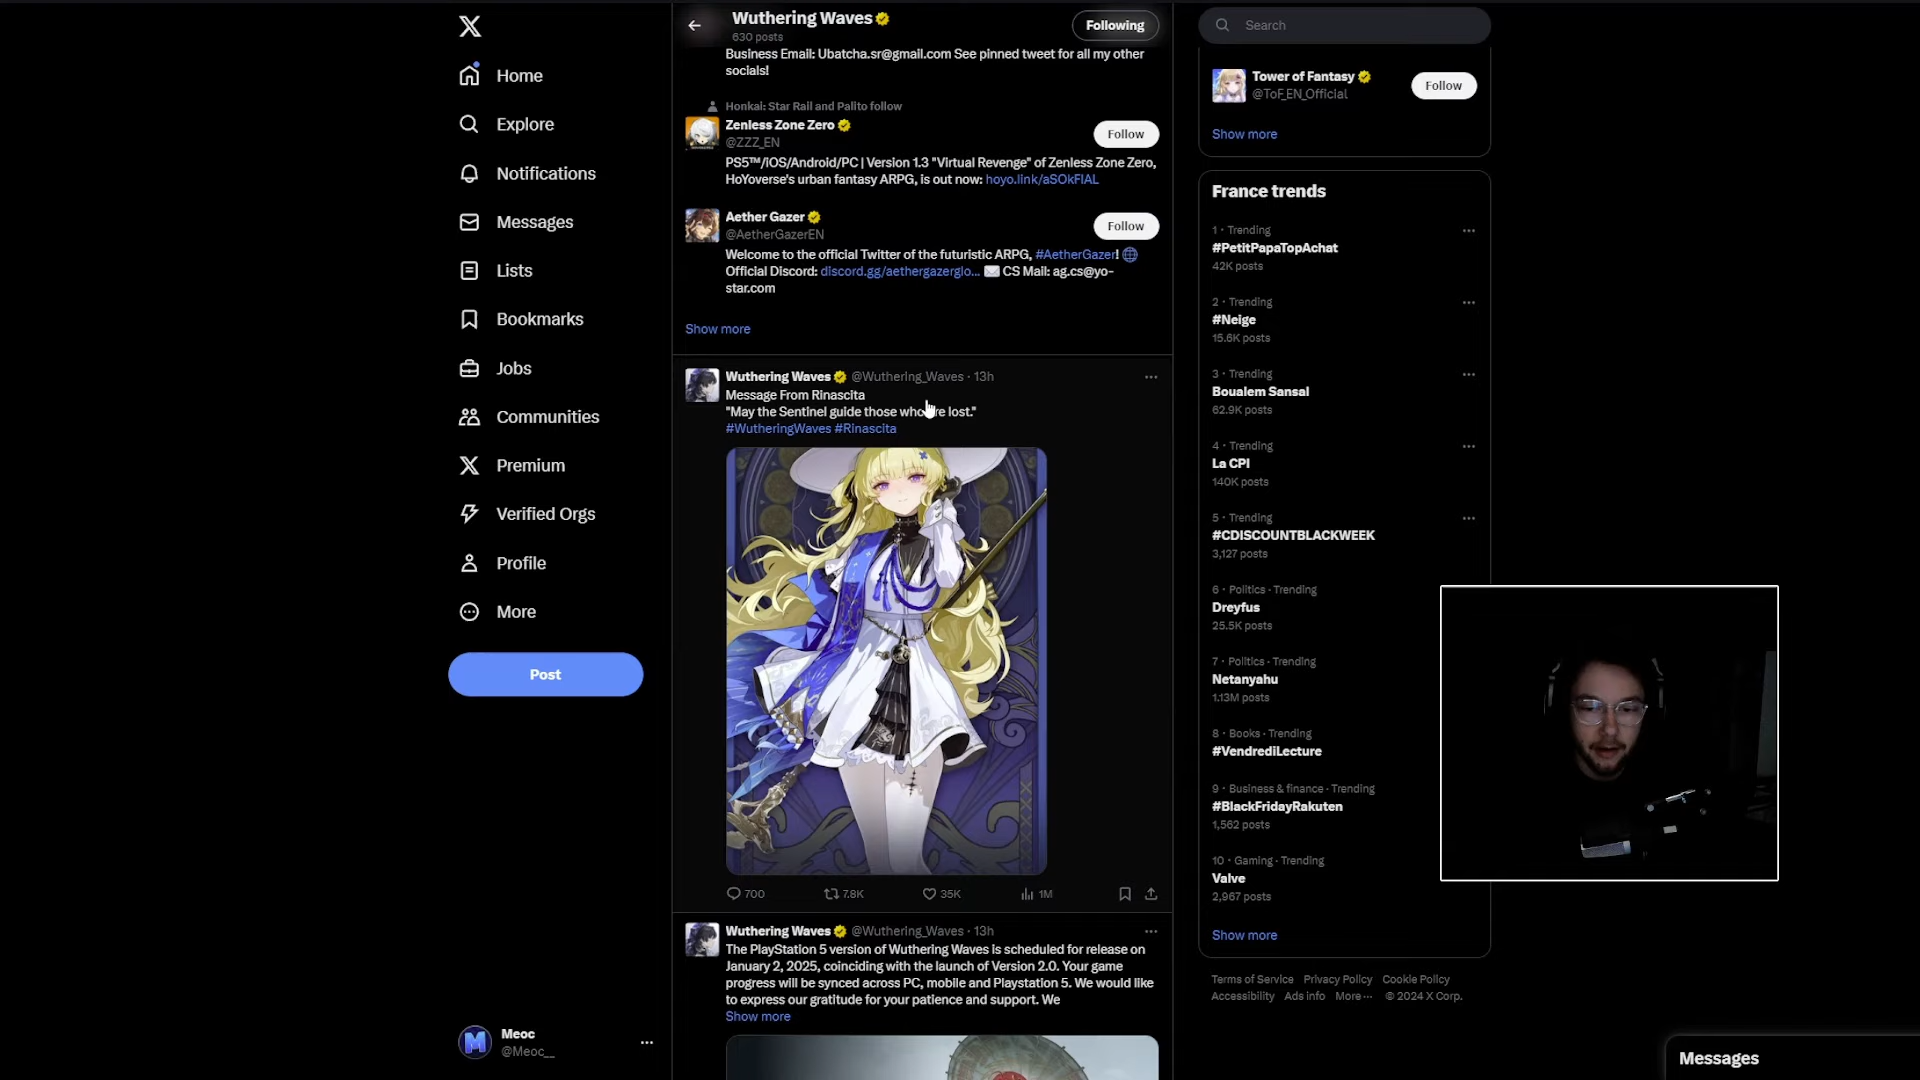 Home
Explore
Notifications
Messages
Lists
Bookmarks
Jobs
Communities
Premium
Verified Orgs
Profile
More
Post
Meoc
@Meoc__
Wuthering Waves
630 posts
Following
Business Email: Ubatcha.sr@gmail.com See pinned tweet for all my other
socials!
Honkai: Star Rail and Palito follow
Zenless Zone Zero
@ZZZ_EN
Follow
PS5™/iOS/Android/PC | Version 1.3 "Virtual Revenge" of Zenless Zone Zero,
HoYoverse's urban fantasy ARPG, is out now: hoyo.link/aSOkFIAL
Aether Gazer
@AetherGazerEN
Follow
Welcome to the official Twitter of the futuristic ARPG, #AetherGazer! 🌐
Official Discord: discord.gg/aethergazerglo... ✉️ CS Mail: ag.cs@yo-
star.com
Show more
Wuthering Waves @Wuthering_Waves · 13h
Message From Rinascita
"May the Sentinel guide those who lost."
#WutheringWaves #Rinascita
700 7.8K 35K 1M
Wuthering Waves @Wuthering_Waves · 13h
The PlayStation 5 version of Wuthering Waves is scheduled for release on
January 2, 2025, coinciding with the launch of Version 2.0. Your game
progress will be synced across PC, mobile and Playstation 5. We would like
to express our gratitude for your patience and support. We
Show more
Search
Tower of Fantasy
@ToF_EN_Official
Follow
Show more
France trends
1 · Trending
#PetitPapaTopAchat
42K posts
2 · Trending
#Neige
15.6K posts
3 · Trending
Boualem Sansal
62.9K posts
4 · Trending
La CPI
140K posts
5 · Trending
#CDISCOUNTBLACKWEEK
3,127 posts
6 · Politics · Trending
Dreyfus
25.5K posts
7 · Politics · Trending
Netanyahu
1.13M posts
8 · Books · Trending
#VendrediLecture
9 · Business & finance · Trending
#BlackFridayRakuten
1,562 posts
10 · Gaming · Trending
Valve
2,967 posts
Show more
Terms of Service Privacy Policy Cookie Policy
Accessibility Ads info More ··· © 2024 X Corp.
Messages